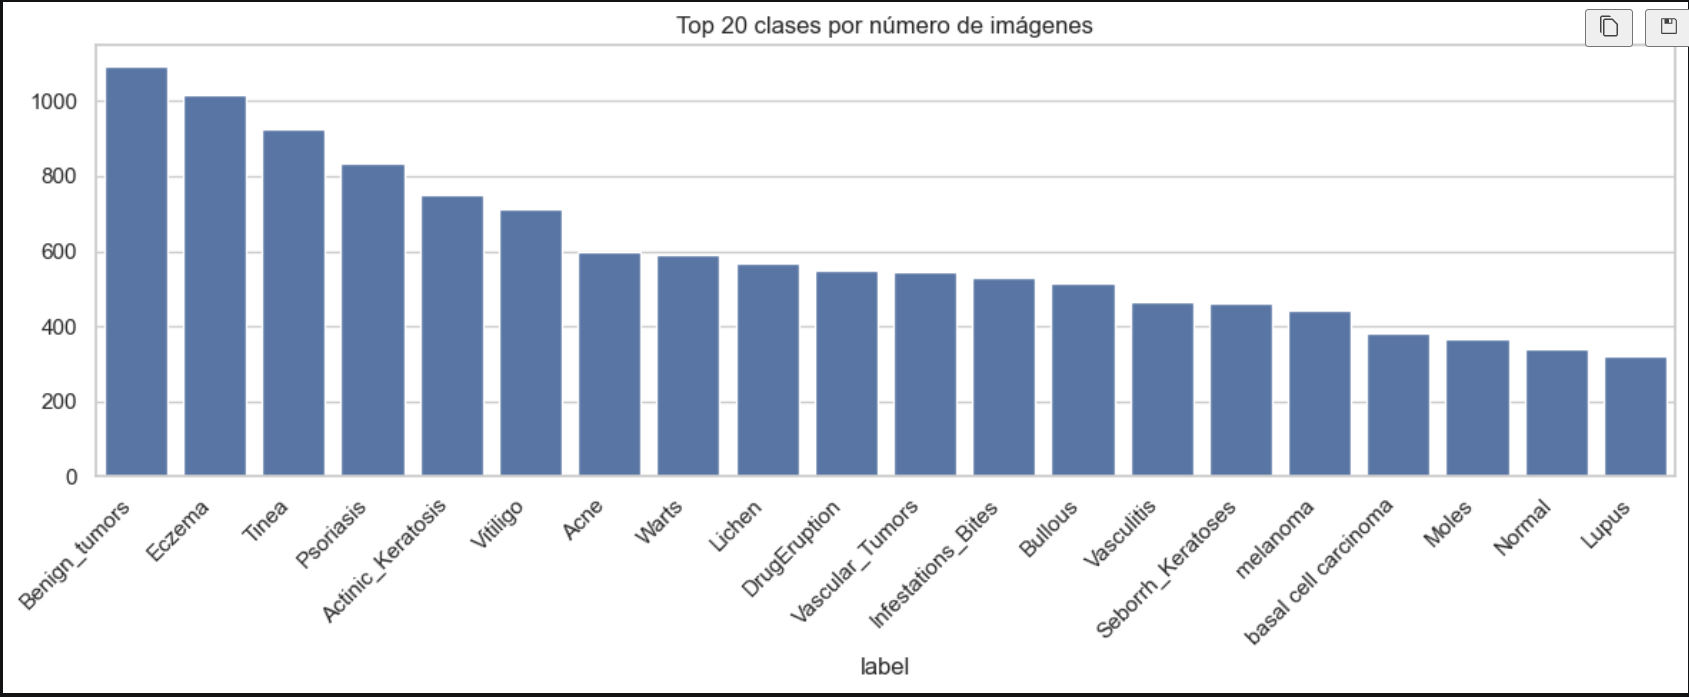 Top 20 clases por número de imágenes
1000
800
600
400
200
0
Benign_tumors
Eczema
Tinea
Psoriasis
Actinic_Keratosis
Vitiligo
Acne
Warts
Lichen
DrugEruption
Vascular_Tumors
Infestations_Bites
Bullous
Vasculitis
Seborrh_Keratoses
melanoma
basal cell carcinoma
Moles
Normal
Lupus
label